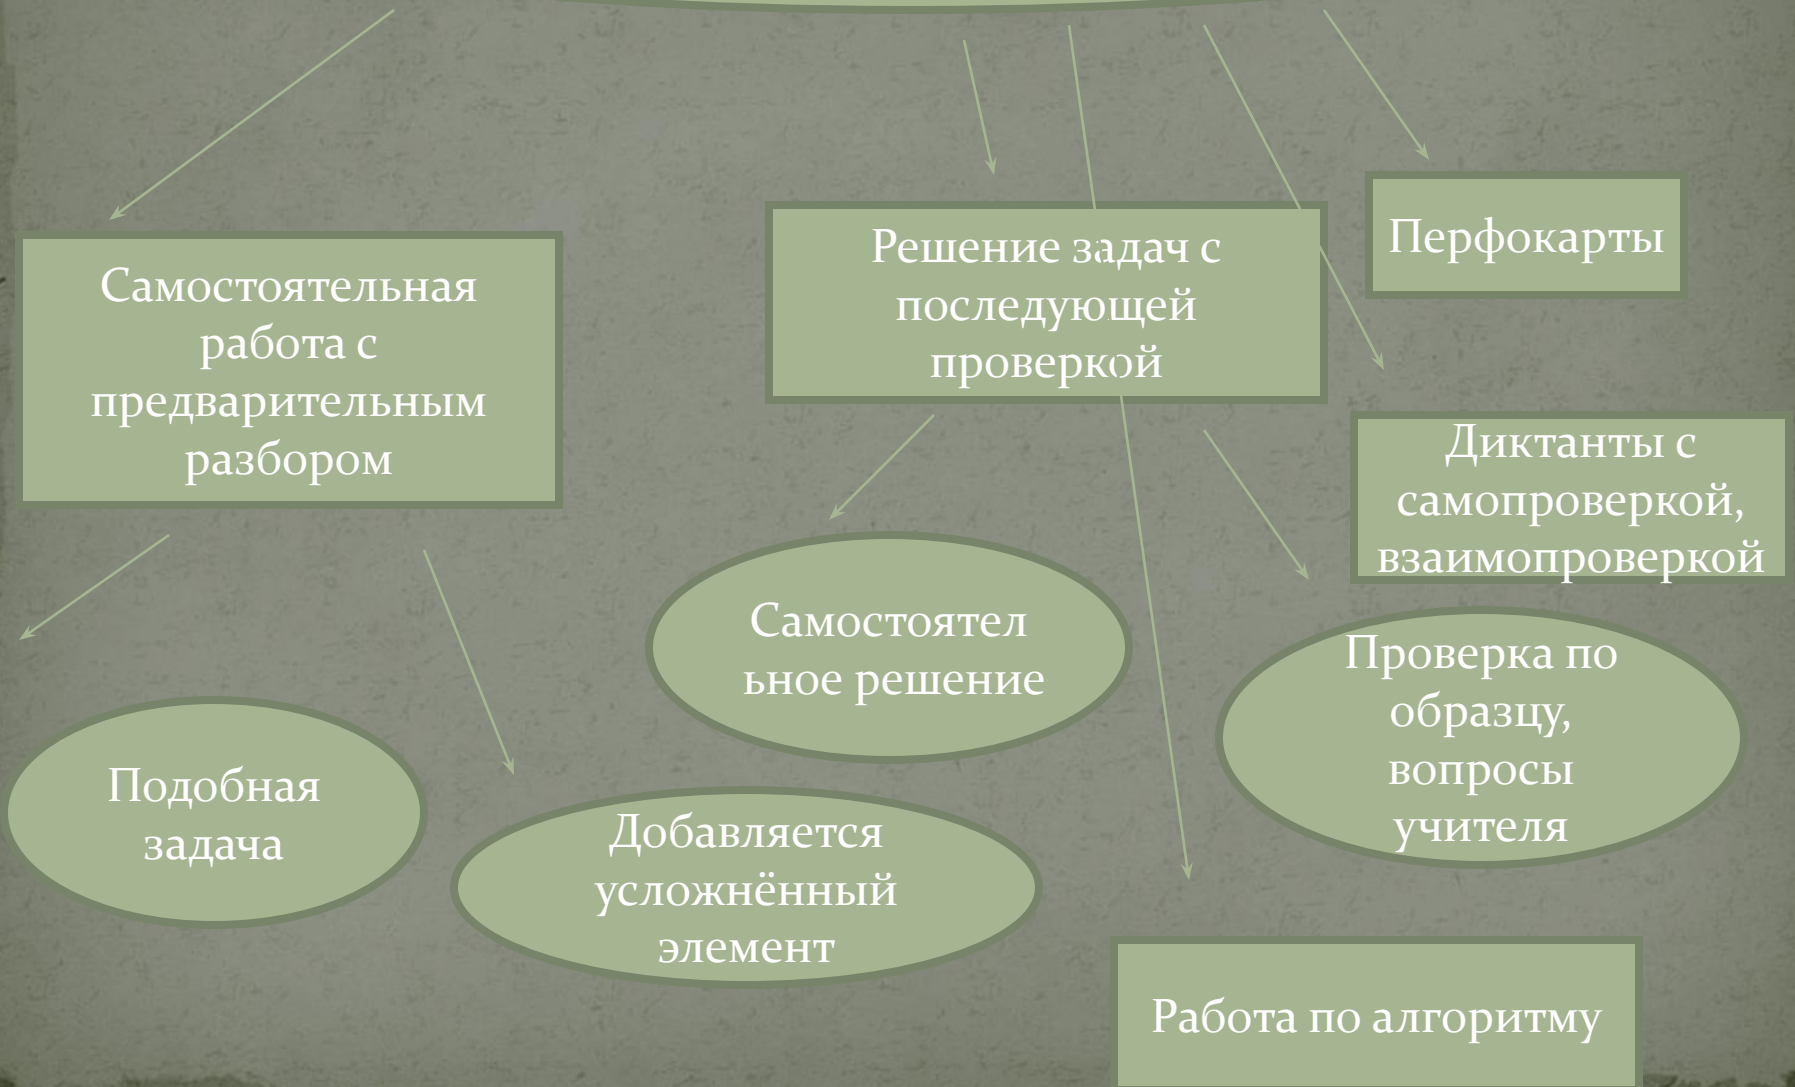 Перфокарты
Решение задач с
последующей
проверкой
Самостоятельная
работа с
предварительным
разбором
Диктанты с
самопроверкой,
взаимопроверкой
Самостоятел
ьное решение
Проверка по
образцу,
вопросы
учителя
Подобная
задача
Добавляется
усложнённый
элемент
Работа по алгоритму